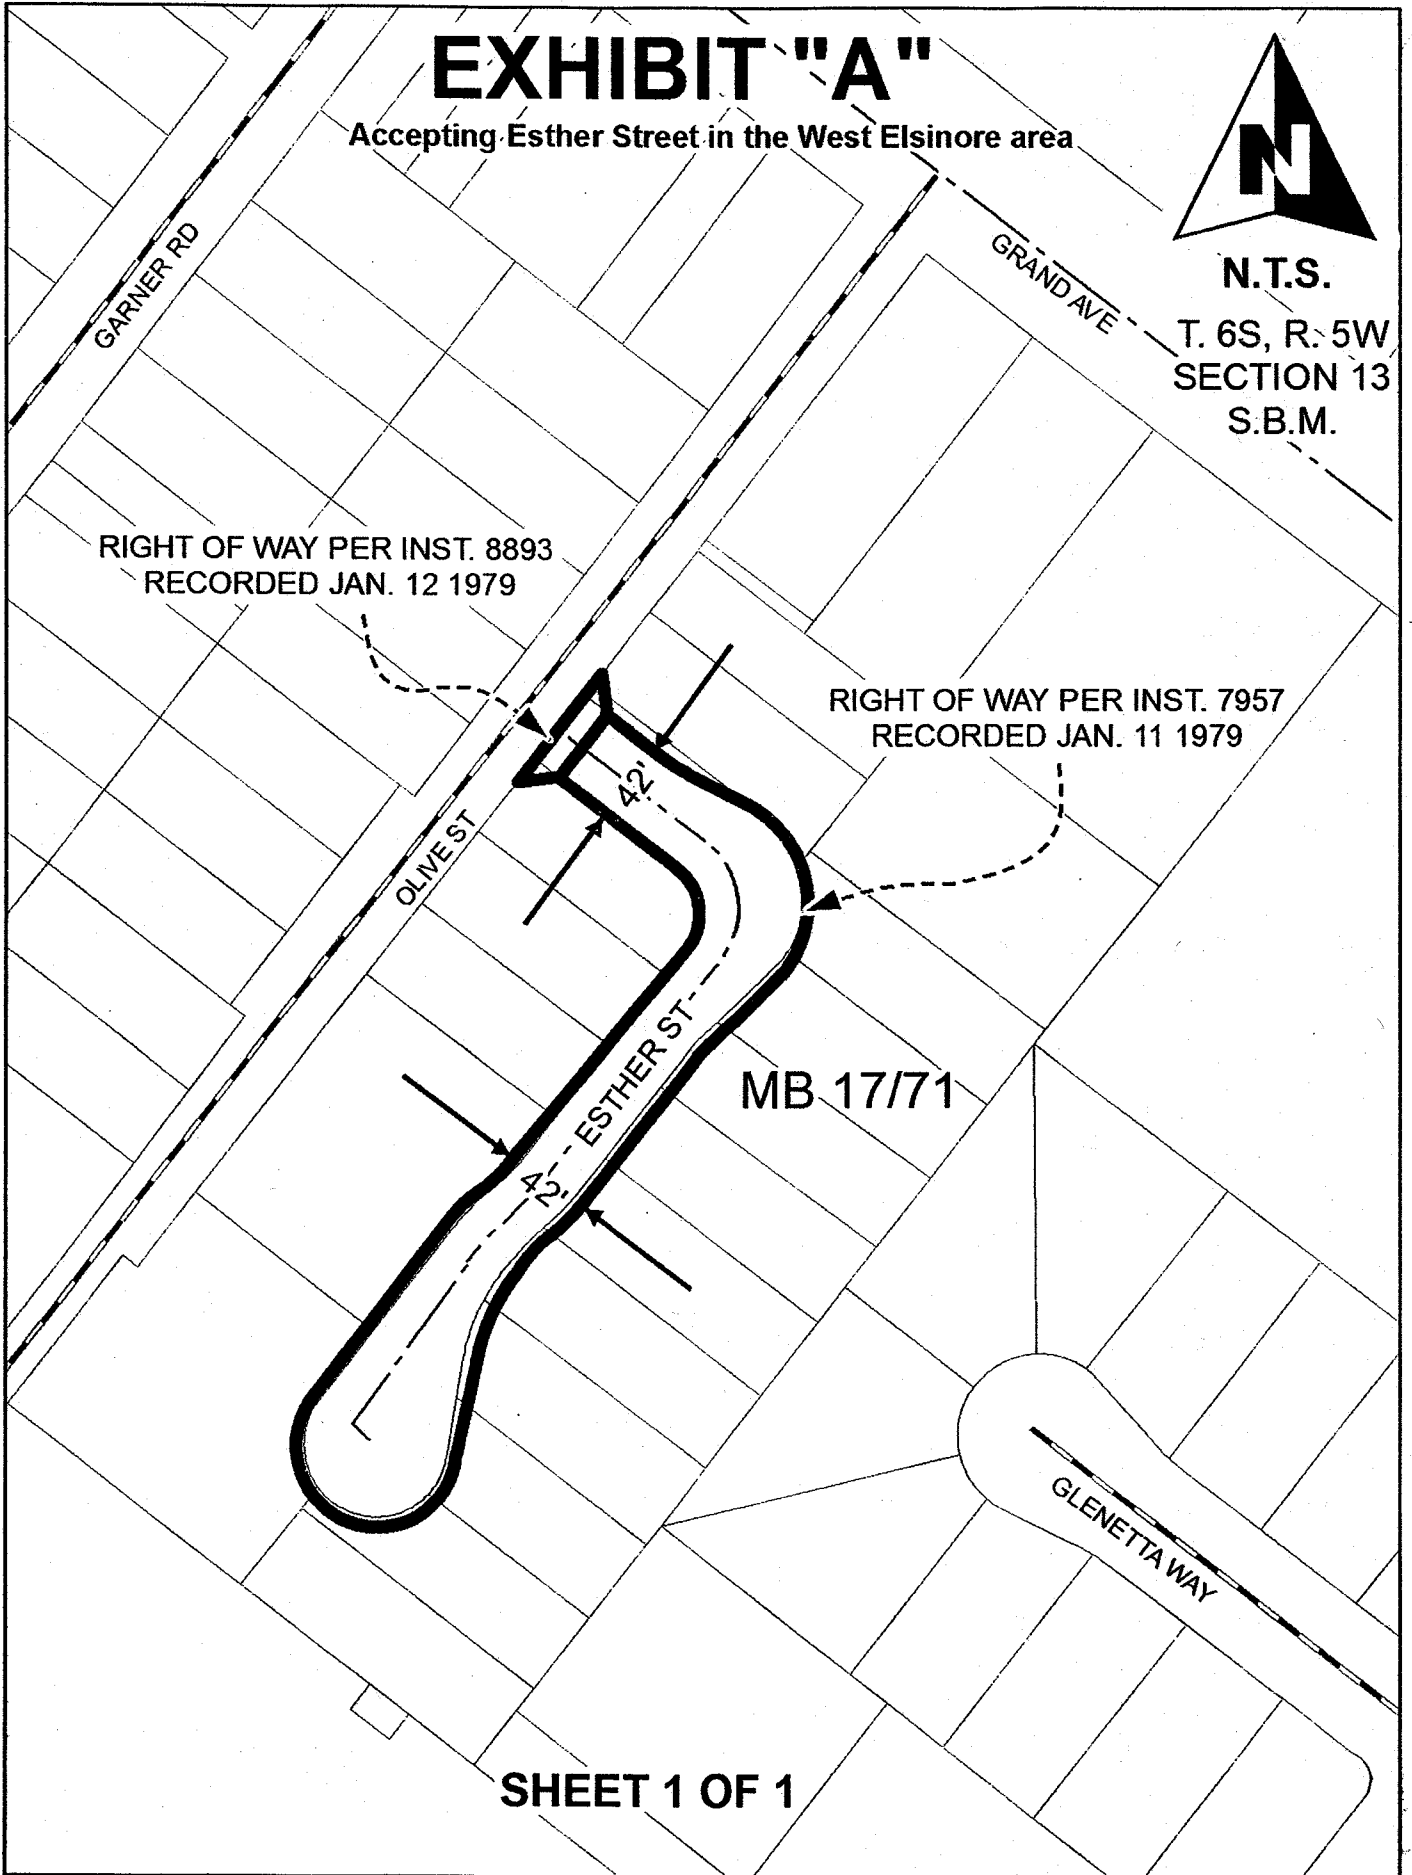 EXHIBIT "A"
Accepting Esther Street in the West Elsinore area
N
N.T.S.
T. 6S, R. 5W
SECTION 13
S.B.M.
GARNER RD
GRAND AVE
RIGHT OF WAY PER INST. 8893
RECORDED JAN. 12 1979
RIGHT OF WAY PER INST. 7957
RECORDED JAN. 11 1979
42'
OLIVE ST
ESTHER ST
MB 17/71
42'
GLENETTA WAY
SHEET 1 OF 1